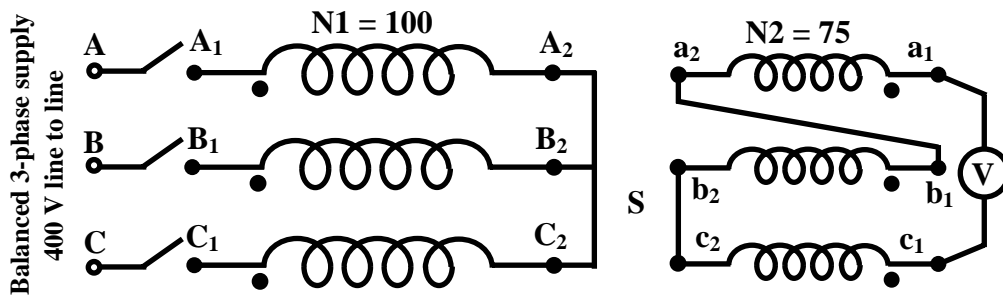 Balanced 3-phase supply
400 V line to line
N1 = 100
A
A1
A2
B
B1
B2
C
C1
C2
N2 = 75
a2
a1
b2
b1
c2
c1
S
V